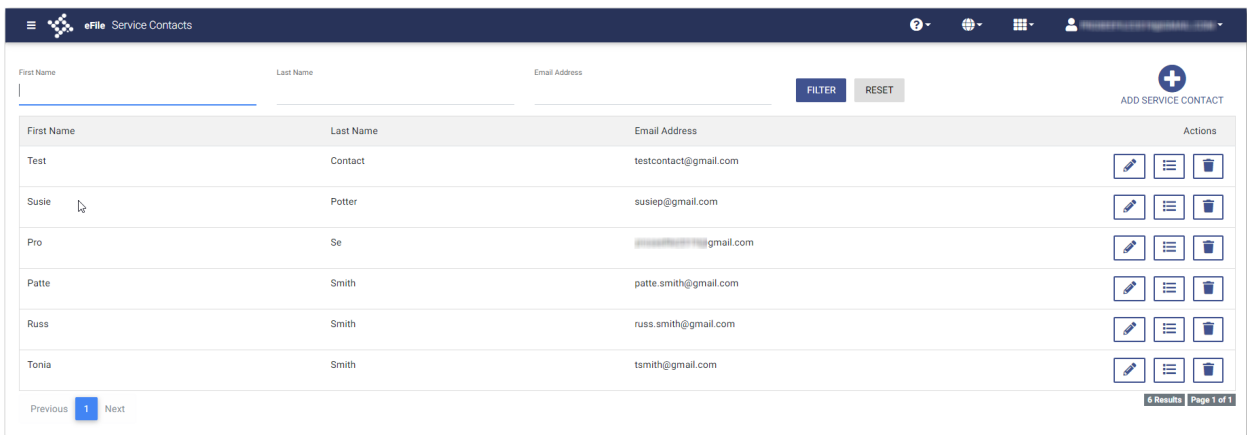 eFile Service Contacts
First Name Last Name Email Address
FILTER RESET
ADD SERVICE CONTACT
First Name Last Name Email Address Actions
Test Contact testcontact@gmail.com
Susie Potter susiep@gmail.com
Pro Se gmail.com
Patte Smith patte.smith@gmail.com
Russ Smith russ.smith@gmail.com
Tonia Smith tsmith@gmail.com
Previous 1 Next
6 Results Page 1 of 1